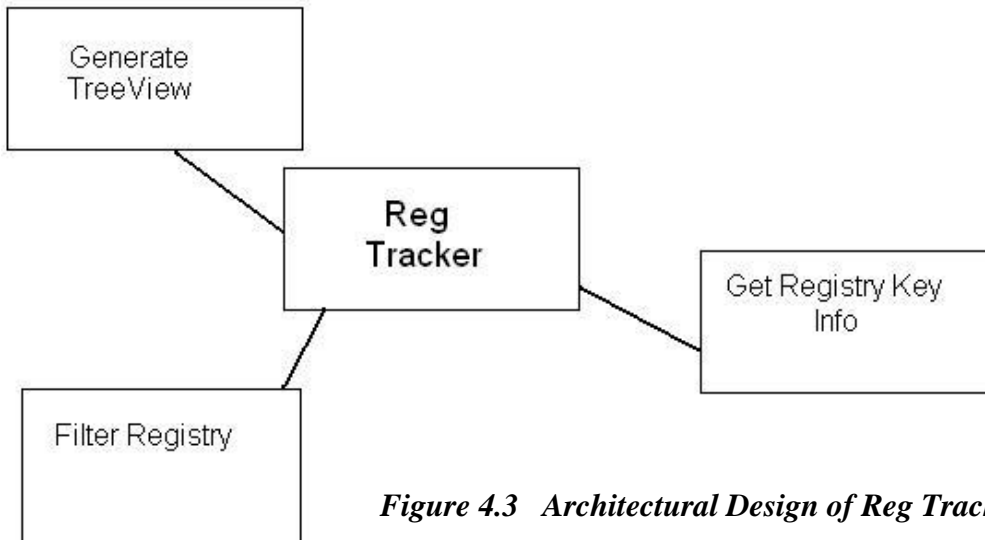 Generate
TreeView
Reg
Tracker
Get Registry Key
Info
Filter Registry
Figure 4.3 Architectural Design of Reg